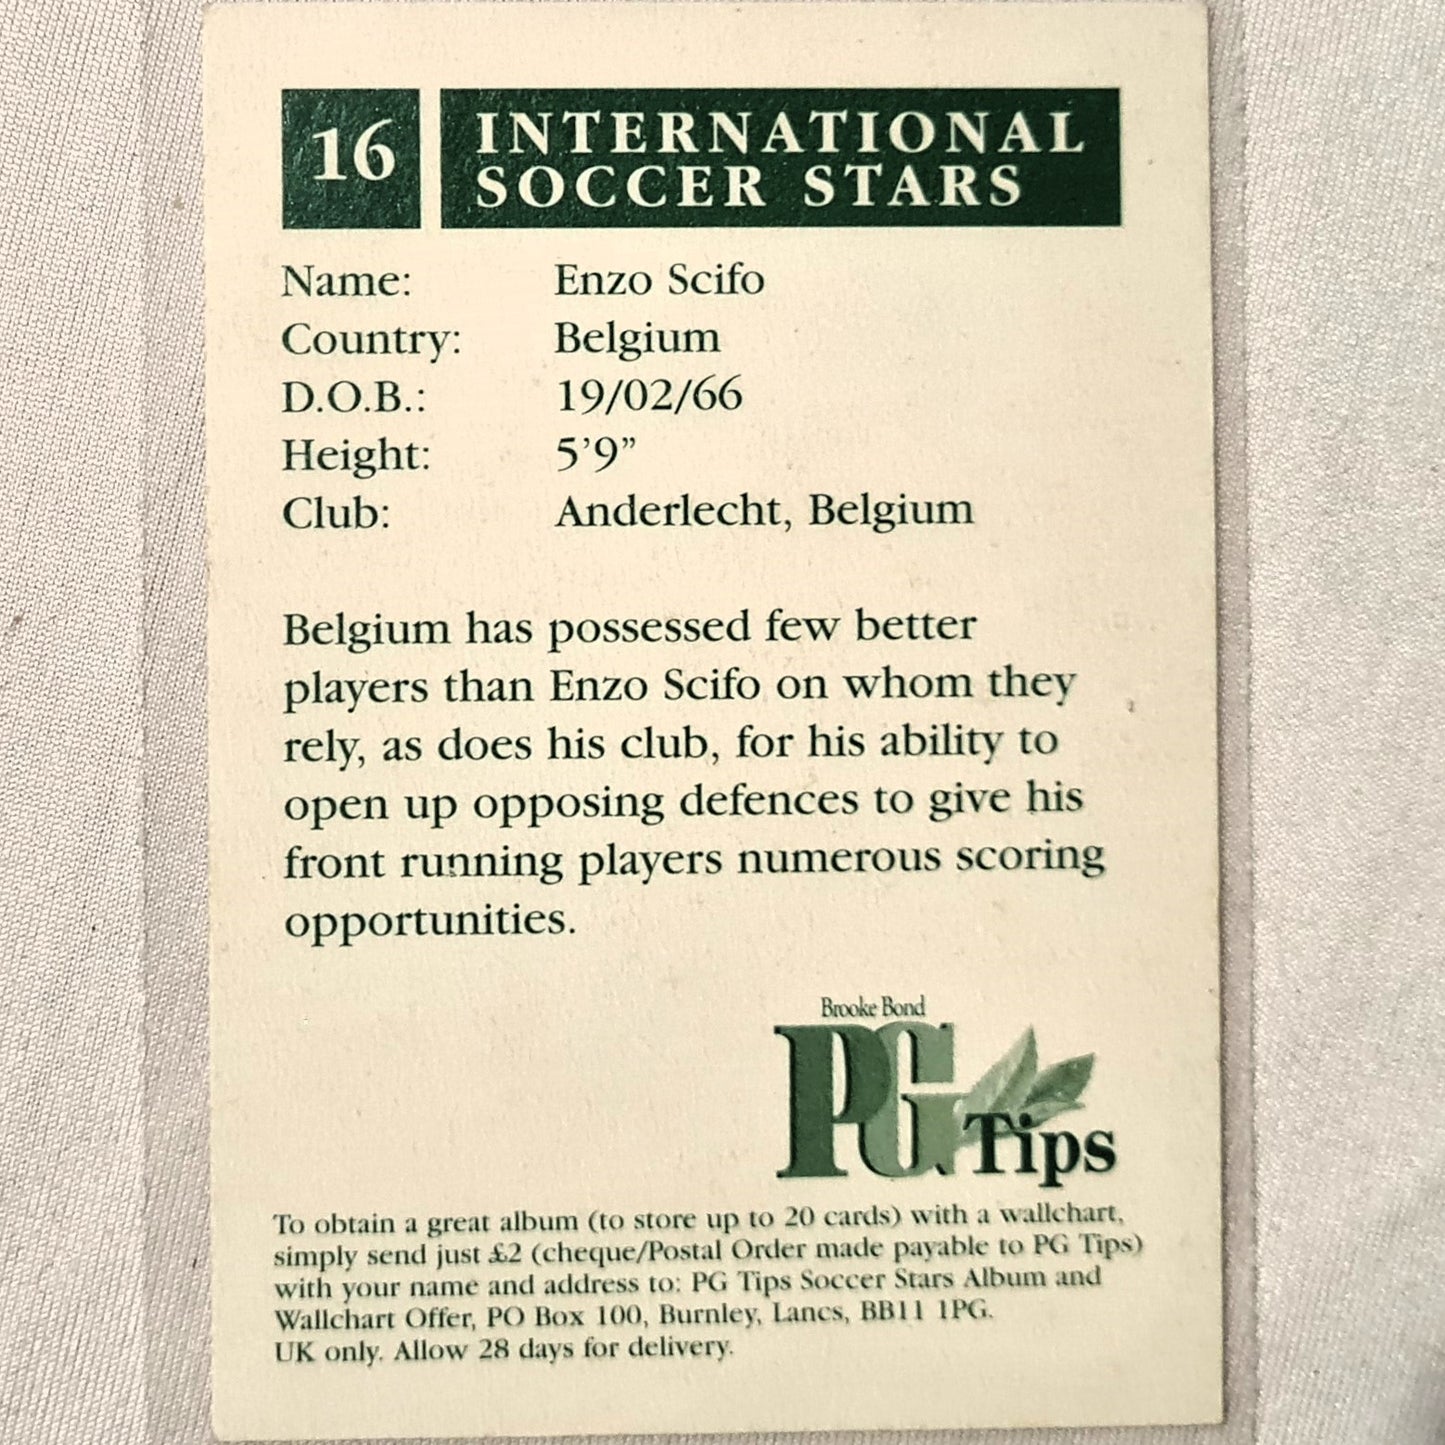 16
INTERNATIONAL
SOCCER STARS
Name: Enzo Scifo
Country: Belgium
D.O.B.: 19/02/66
Height: 5'9”
Club: Anderlecht, Belgium
Belgium has possessed few better
players than Enzo Scifo on whom they
rely, as does his club, for his ability to
open up opposing defences to give his
front running players numerous scoring
opportunities.
Brooke Bond
PG Tips
To obtain a great album (to store up to 20 cards) with a wallchart,
simply send just £2 (cheque/Postal Order made payable to PG Tips)
with your name and address to: PG Tips Soccer Stars Album and
Wallchart Offer, PO Box 100, Burnley, Lancs, BB11 1PG.
UK only. Allow 28 days for delivery.